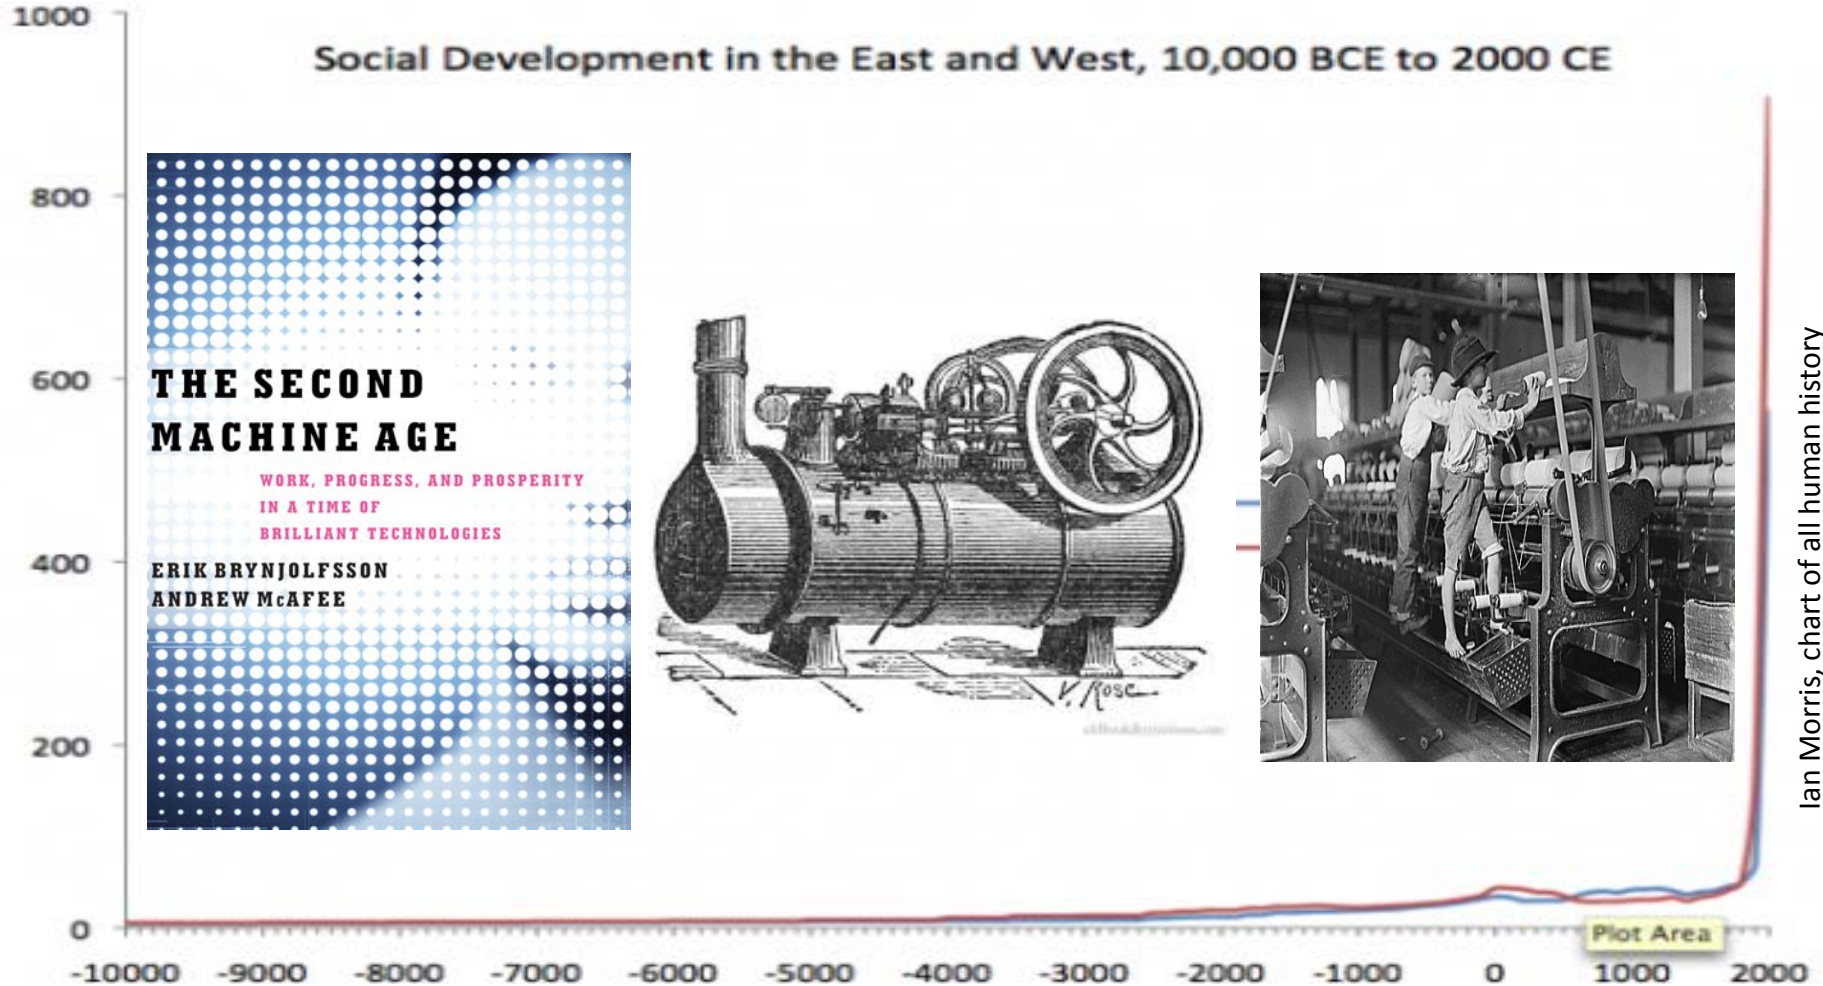 1000
Social Development in the East and West, 10,000 BCE to 2000 CE
800
600
400
200
0
THE SECOND
MACHINE AGE
WORK, PROGRESS, AND PROSPERITY
IN A TIME OF
BRILLIANT TECHNOLOGIES
ERIK BRYNJOLFSSON
ANDREW McAFEE
V. Rose
Ian Morris, chart of all human history
Plot Area
-10000 -9000 -8000 -7000 -6000 -5000 -4000 -3000 -2000 -1000 0 1000 2000